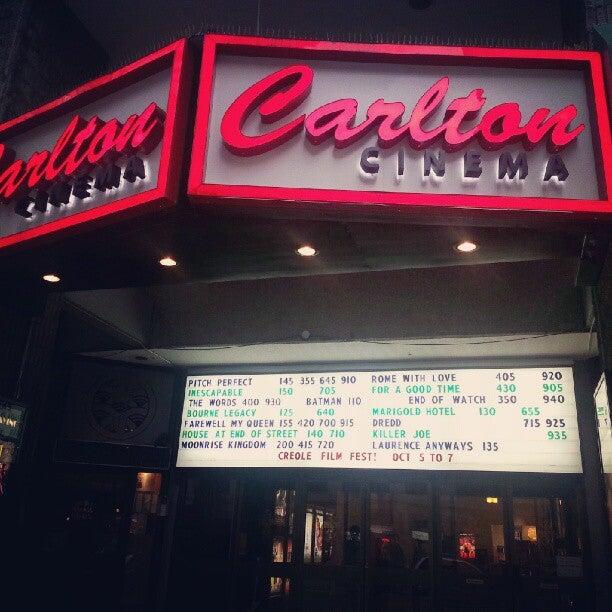 Carlton
CINEMA
Carlton
CINEMA
PITCH PERFECT 145 355 645 910
INESCAPABLE 150 705
THE WORDS 400 930 BATMAN 110
BOURNE LEGACY 125 640
FAREWELL MY QUEEN 155 420 700 915
HOUSE AT END OF STREET 140 710
MOONRISE KINGDOM 200 415 720
ROME WITH LOVE 405 920
FOR A GOOD TIME 430 905
END OF WATCH 350 940
MARIGOLD HOTEL 130 655
DREDD 715 925
KILLER JOE 935
LAURENCE ANYWAYS 135
CREOLE FILM FEST! OCT 5 TO 7